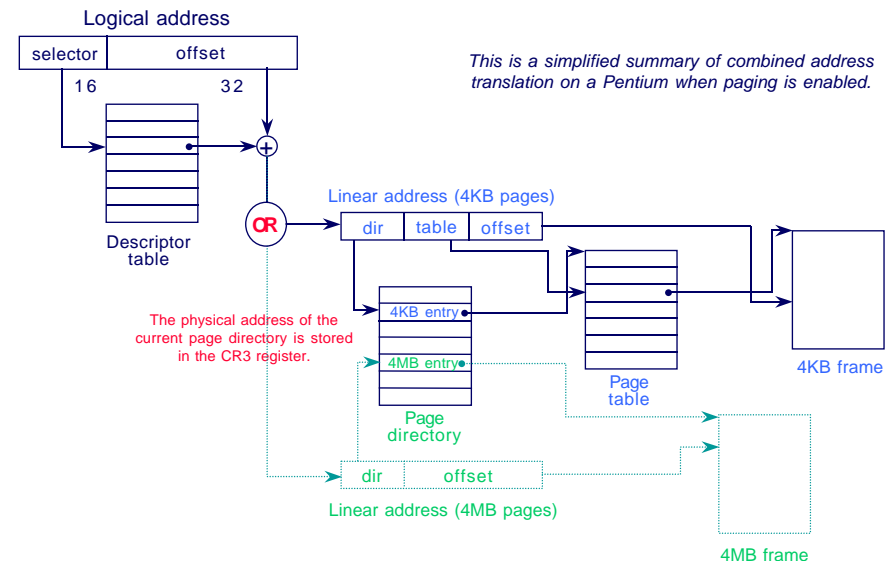 Logical address
selector
offset
16
32
This is a simplified summary of combined address
translation on a Pentium when paging is enabled.
+
Linear address (4KB pages)
OR
dir
table
offset
Descriptor
table
The physical address of the
current page directory is stored
in the CR3 register.
4KB entry
4MB entry
Page
directory
Page
table
4KB frame
dir
offset
Linear address (4MB pages)
4MB frame